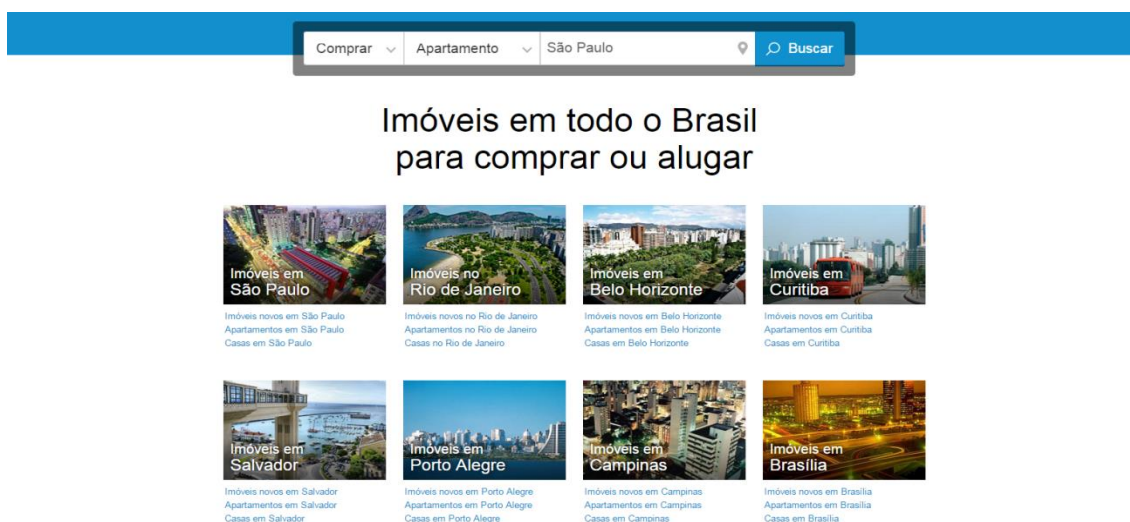 Comprar Apartamento São Paulo Buscar
Imóveis em todo o Brasil
para comprar ou alugar
Imóveis em
São Paulo
Imóveis novos em São Paulo
Apartamentos em São Paulo
Casas em São Paulo
Imóveis no
Rio de Janeiro
Imóveis novos no Rio de Janeiro
Apartamentos no Rio de Janeiro
Casas no Rio de Janeiro
Imóveis em
Belo Horizonte
Imóveis novos em Belo Horizonte
Apartamentos em Belo Horizonte
Casas em Belo Horizonte
Imóveis em
Curitiba
Imóveis novos em Curitiba
Apartamentos em Curitiba
Casas em Curitiba
Imóveis em
Salvador
Imóveis novos em Salvador
Apartamentos em Salvador
Casas em Salvador
Imóveis em
Porto Alegre
Imóveis novos em Porto Alegre
Apartamentos em Porto Alegre
Casas em Porto Alegre
Imóveis em
Campinas
Imóveis novos em Campinas
Apartamentos em Campinas
Casas em Campinas
Imóveis em
Brasília
Imóveis novos em Brasília
Apartamentos em Brasília
Casas em Brasília